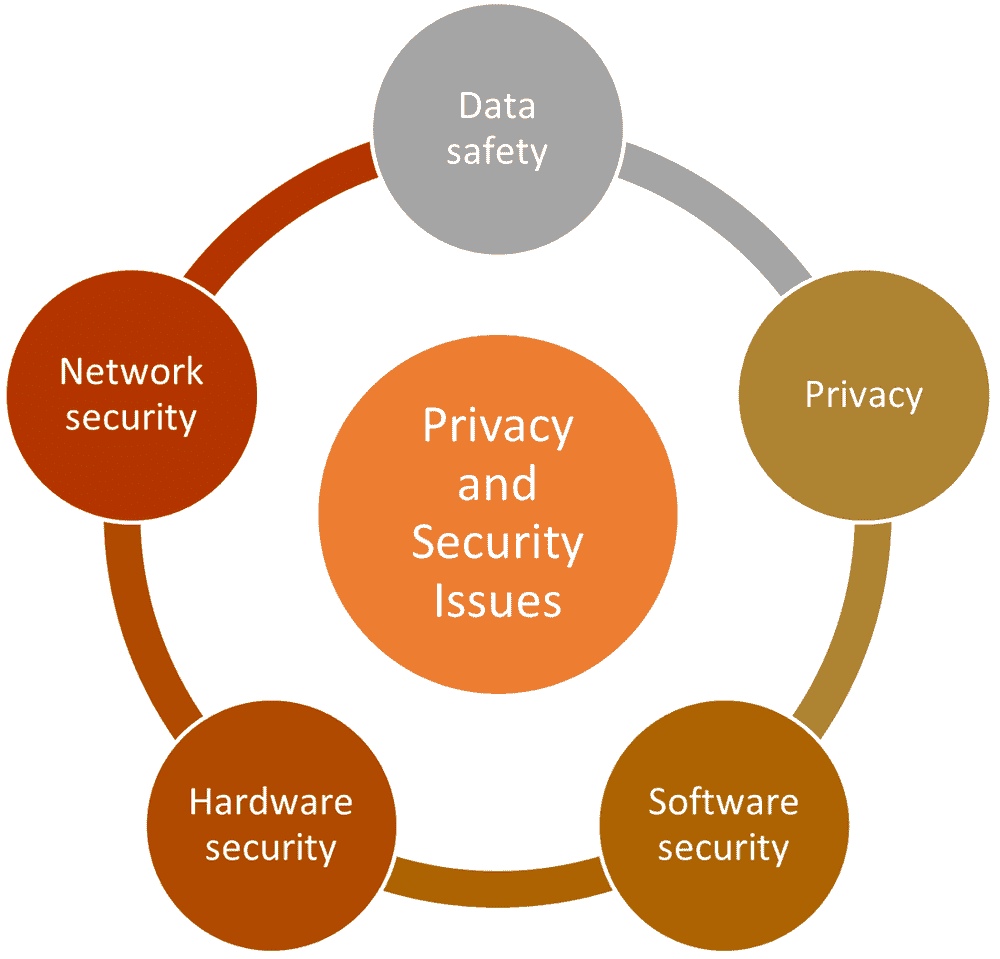 Data
safety
Privacy
Network
security
Privacy
and
Security
Issues
Hardware
security
Software
security